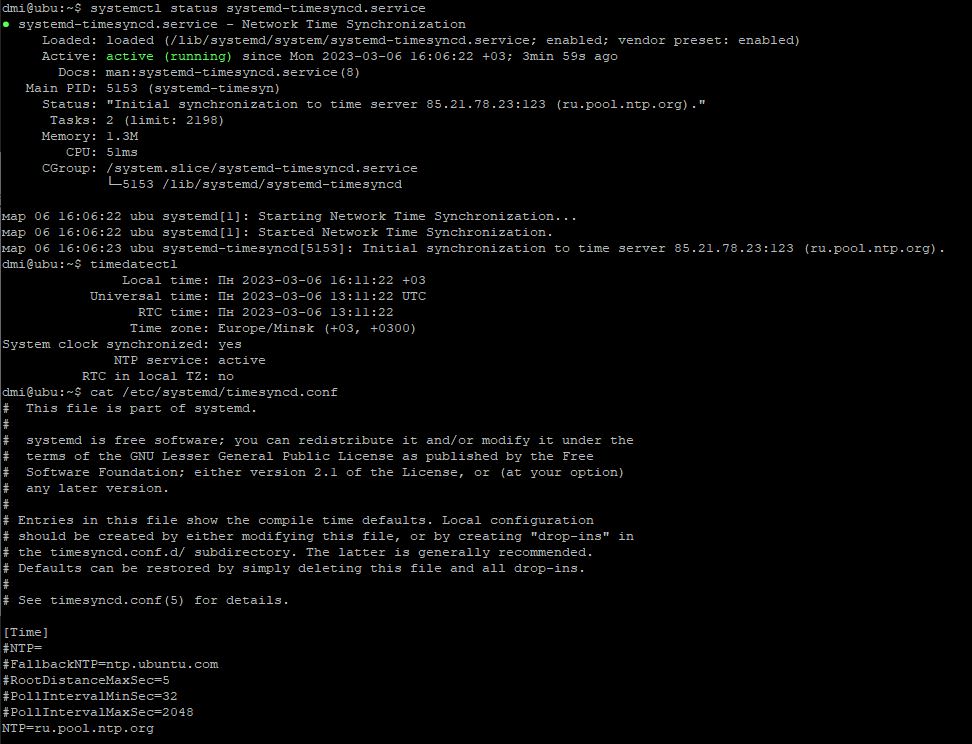 dmi@ubu:~$ systemctl status systemd-timesyncd.service
● systemd-timesyncd.service - Network Time Synchronization
     Loaded: loaded (/lib/systemd/system/systemd-timesyncd.service; enabled; vendor preset: enabled)
     Active: active (running) since Mon 2023-03-06 16:06:22 +03; 3min 59s ago
       Docs: man:systemd-timesyncd.service(8)
   Main PID: 5153 (systemd-timesyn)
     Status: "Initial synchronization to time server 85.21.78.23:123 (ru.pool.ntp.org)."
      Tasks: 2 (limit: 2198)
     Memory: 1.3M
        CPU: 51ms
     CGroup: /system.slice/systemd-timesyncd.service
             └─5153 /lib/systemd/systemd-timesyncd
мар 06 16:06:22 ubu systemd[1]: Starting Network Time Synchronization...
мар 06 16:06:22 ubu systemd[1]: Started Network Time Synchronization.
мар 06 16:06:23 ubu systemd-timesyncd[5153]: Initial synchronization to time server 85.21.78.23:123 (ru.pool.ntp.org).
dmi@ubu:~$ timedatectl
               Local time: Пн 2023-03-06 16:11:22 +03
           Universal time: Пн 2023-03-06 13:11:22 UTC
                 RTC time: Пн 2023-03-06 13:11:22
                Time zone: Europe/Minsk (+03, +0300)
System clock synchronized: yes
              NTP service: active
          RTC in local TZ: no
dmi@ubu:~$ cat /etc/systemd/timesyncd.conf
#  This file is part of systemd.
#
#  systemd is free software; you can redistribute it and/or modify it under the
#  terms of the GNU Lesser General Public License as published by the Free
#  Software Foundation; either version 2.1 of the License, or (at your option)
#  any later version.
#
# Entries in this file show the compile time defaults. Local configuration
# should be created by either modifying this file, or by creating "drop-ins" in
# the timesyncd.conf.d/ subdirectory. The latter is generally recommended.
# Defaults can be restored by simply deleting this file and all drop-ins.
#
# See timesyncd.conf(5) for details.
[Time]
#NTP=
#FallbackNTP=ntp.ubuntu.com
#RootDistanceMaxSec=5
#PollIntervalMinSec=32
#PollIntervalMaxSec=2048
NTP=ru.pool.ntp.org